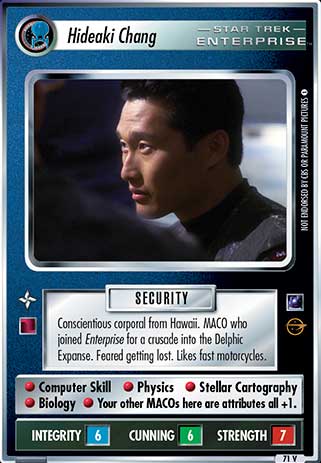 Hideaki Chang
STAR TREK
ENTERPRISE™
NOT ENDORSED BY CBS OR PARAMOUNT PICTURES
SECURITY
Conscientious corporal from Hawaii. MACO who
joined Enterprise for a crusade into the Delphic
Expanse. Feared getting lost. Likes fast motorcycles.
• Computer Skill • Physics • Stellar Cartography
• Biology • Your other MACOs here are attributes all +1.
INTEGRITY 6 CUNNING 6 STRENGTH 7
71 V